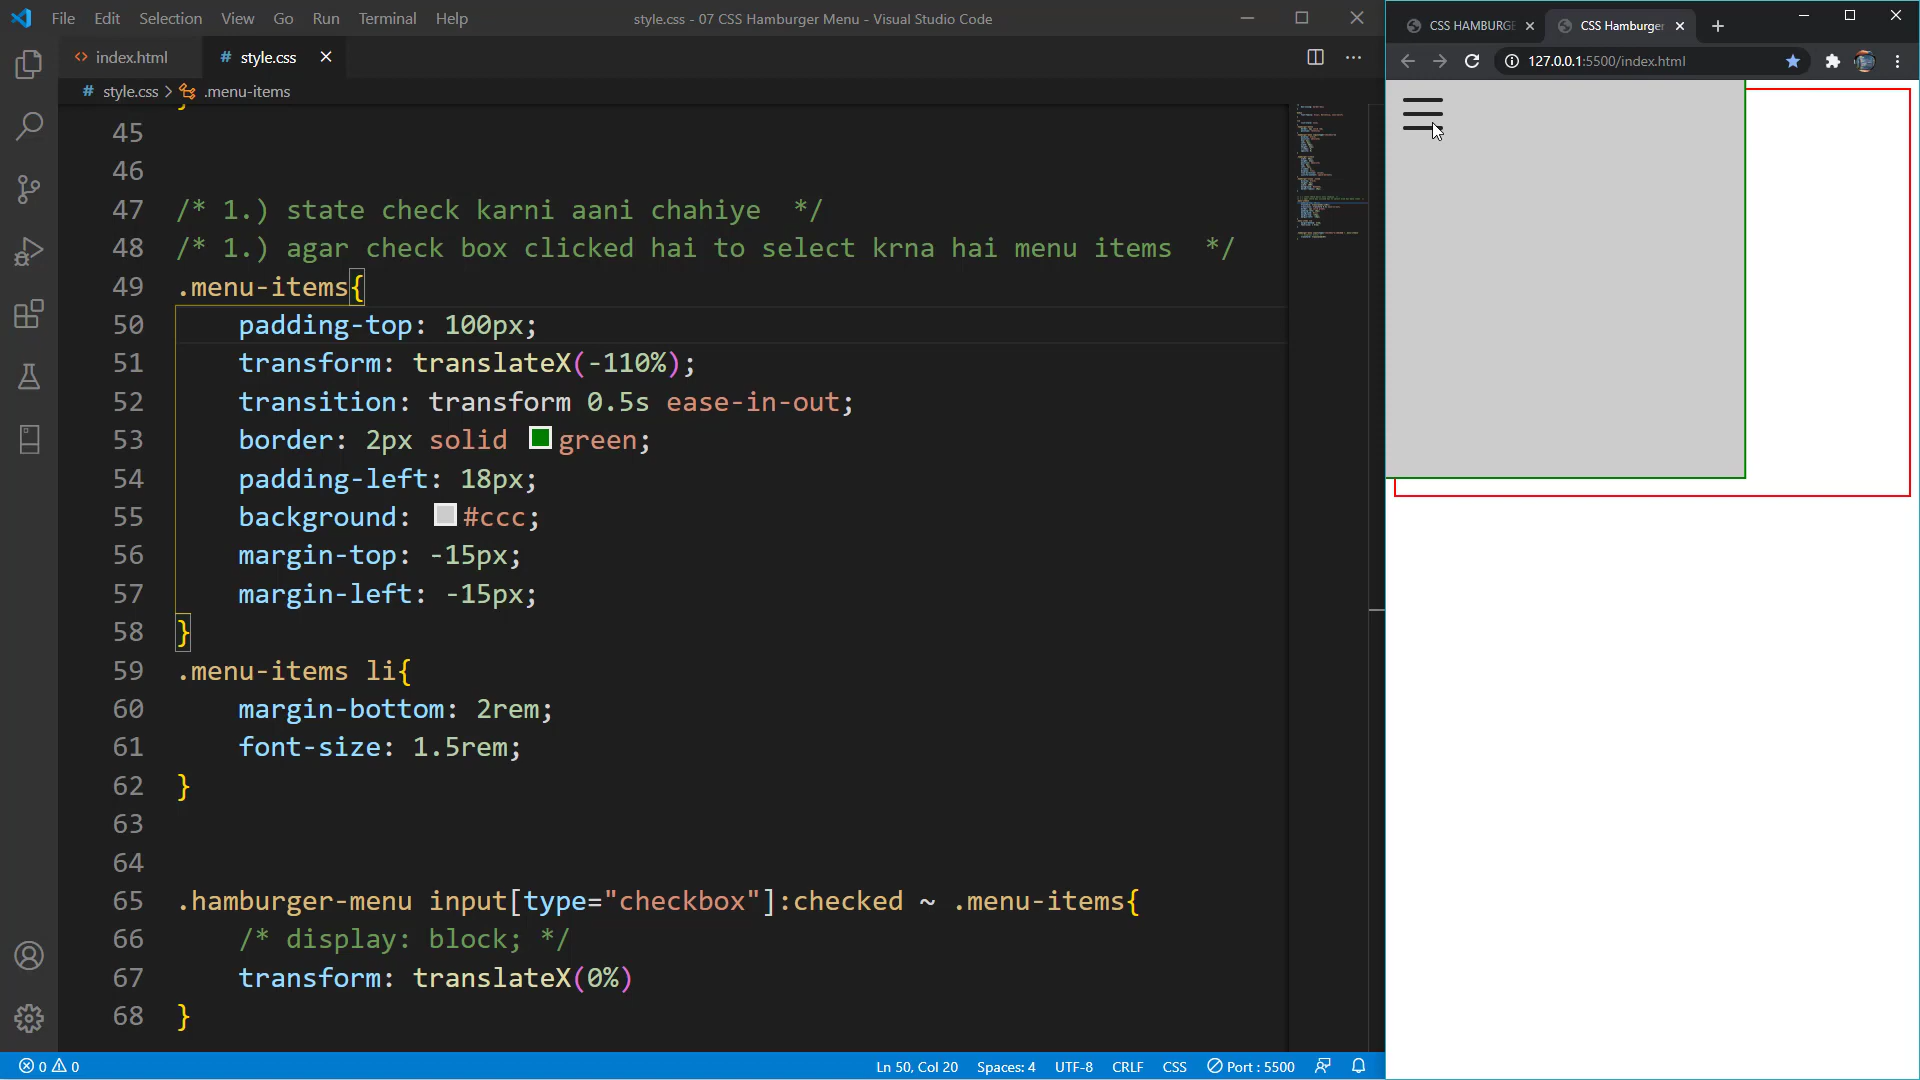 File Edit Selection View Go Run Terminal Help
style.css - 07 CSS Hamburger Menu - Visual Studio Code
index.html
# style.css
# style.css > .menu-items
}
45
46
47 /* 1.) state check karni aani chahiye  */
48 /* 1.) agar check box clicked hai to select krna hai menu items  */
49 .menu-items{
50     padding-top: 100px;
51     transform: translateX(-110%);
52     transition: transform 0.5s ease-in-out;
53     border: 2px solid green;
54     padding-left: 18px;
55     background: #ccc;
56     margin-top: -15px;
57     margin-left: -15px;
58 }
59 .menu-items li{
60     margin-bottom: 2rem;
61     font-size: 1.5rem;
62 }
63
64
65 .hamburger-menu input[type="checkbox"]:checked ~ .menu-items{
66     /* display: block; */
67     transform: translateX(0%)
68 }
0 0
Ln 50, Col 20 Spaces: 4 UTF-8 CRLF CSS Port : 5500
CSS HAMBURGE
CSS Hamburger
127.0.0.1:5500/index.html